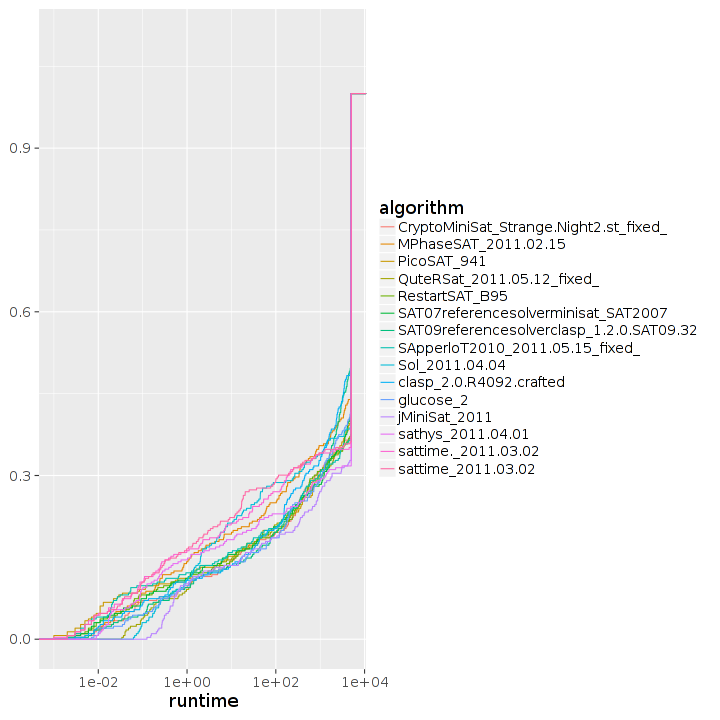 0.9
0.6
0.3
0.0
1e-02 1e+00 1e+02 1e+04
runtime
algorithm
CryptoMiniSat_Strange.Night2.st_fixed_
MPhaseSAT_2011.02.15
PicoSAT_941
QuteRSat_2011.05.12_fixed_
RestartSAT_B95
SAT07referencesolverminisat_SAT2007
SAT09referencesolverclasp_1.2.0.SAT09.32
SApperloT2010_2011.05.15_fixed_
Sol_2011.04.04
clasp_2.0.R4092.crafted
glucose_2
jMiniSat_2011
sathys_2011.04.01
sattime._2011.03.02
sattime_2011.03.02